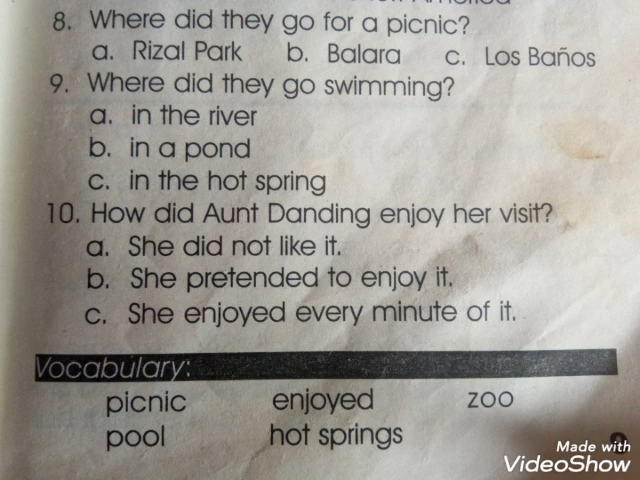 8. Where did they go for a picnic?
a. Rizal Park b. Balara c. Los Baños
9. Where did they go swimming?
a. in the river
b. in a pond
c. in the hot spring
10. How did Aunt Danding enjoy her visit?
a. She did not like it.
b. She pretended to enjoy it.
c. She enjoyed every minute of it.
Vocabulary:
picnic enjoyed zoo
pool hot springs
Made with
VideoShow